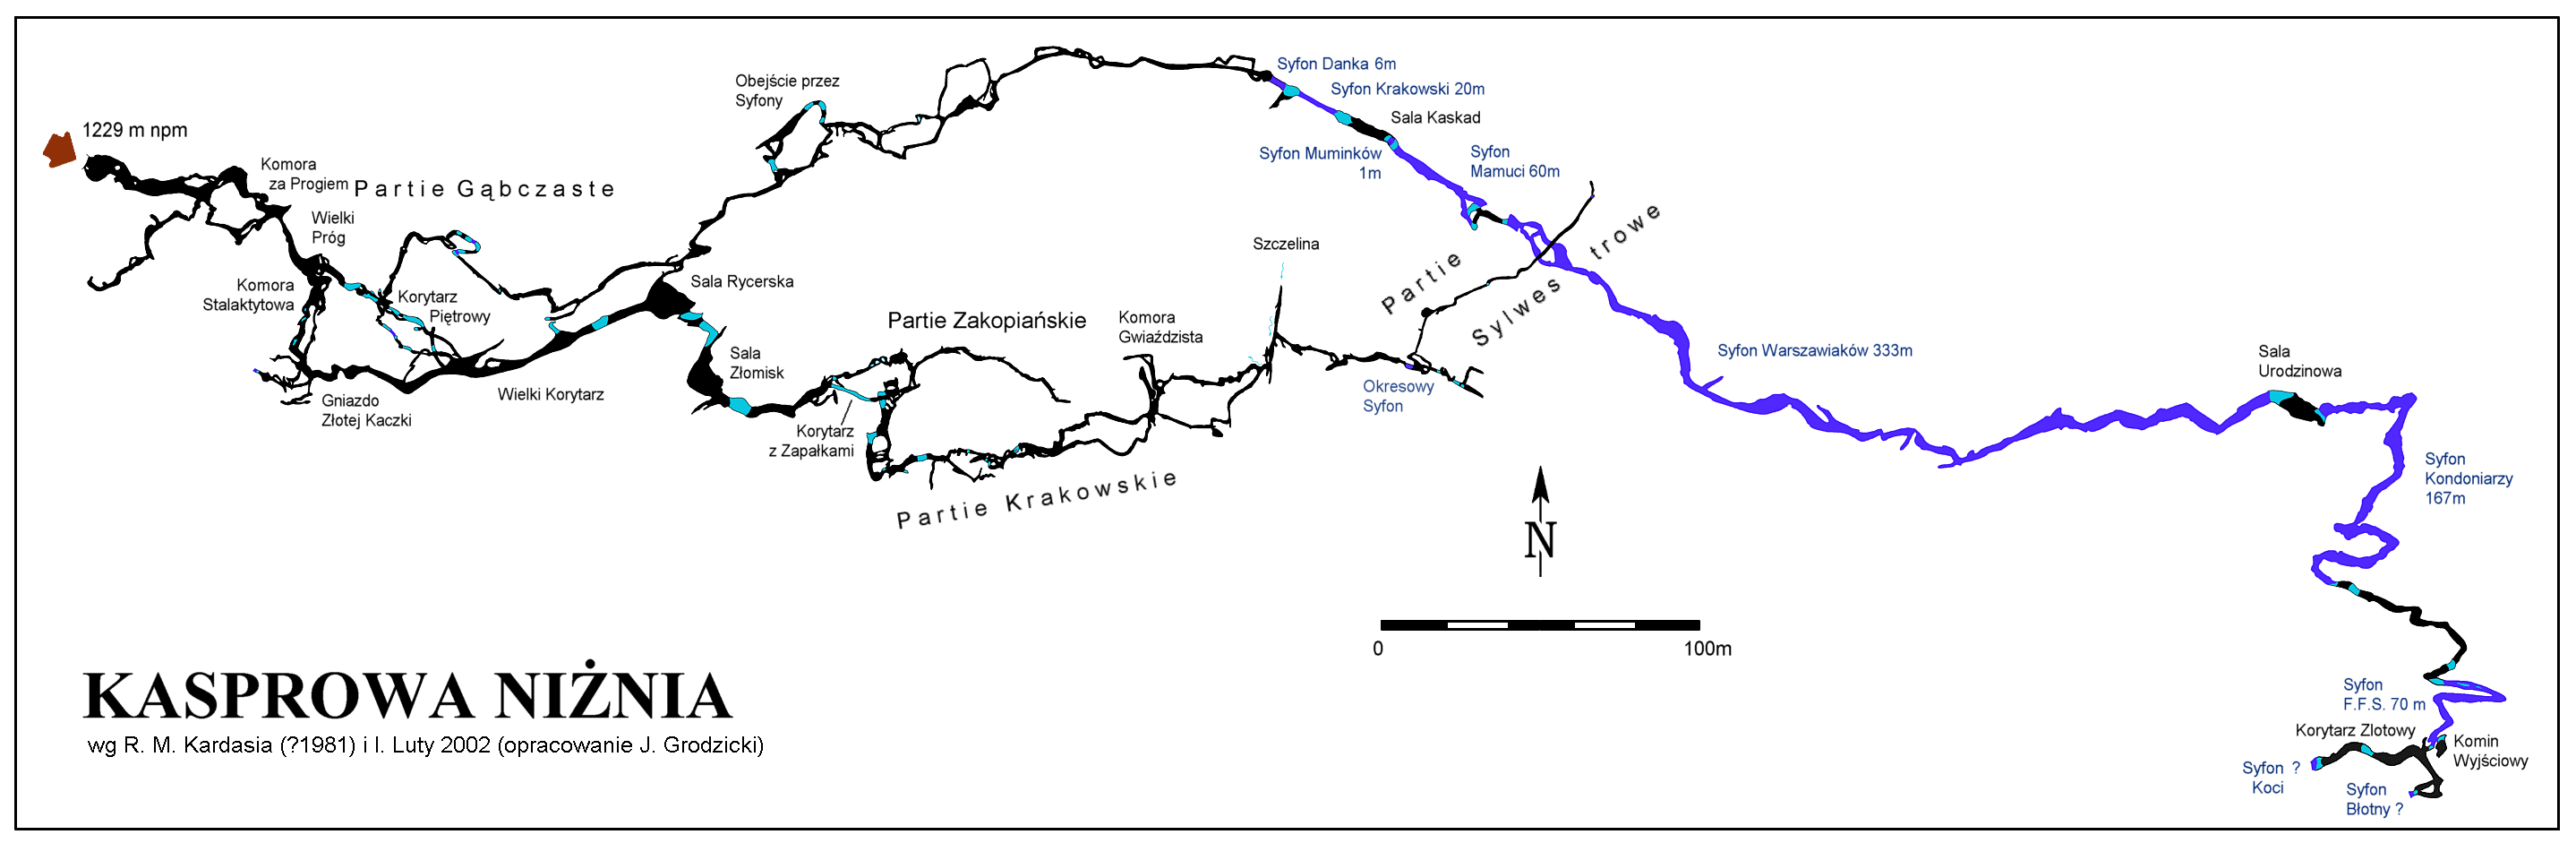 1229 m npm
Komora
za Progiem
Partie Gąbczaste
Wielki
Próg
Komora
Stalaktytowa
Korytarz
Piętrowy
Gniazdo
Złotej Kaczki
Wielki Korytarz
Obejście przez
Syfony
Sala Rycerska
Sala
Złomisk
Partie Zakopiańskie
Korytarz
z Zapałkami
Partie Krakowskie
Komora
Gwiaździsta
Szczelina
Okresowy
Syfon
Partie
Sylwes
trowe
Syfon Danka 6m
Syfon Krakowski 20m
Sala Kaskad
Syfon Muminków
1m
Syfon
Mamuci 60m
Syfon Warszawiaków 333m
Sala
Urodzinowa
Syfon
Kondoniarzy
167m
Syfon
F.F.S. 70 m
Korytarz Zlotowy
Komin
Wyjściowy
Syfon ?
Koci
Syfon
Błotny ?
N
0
100m
KASPROWA NIŻNIA
wg R. M. Kardasia (?1981) i I. Luty 2002 (opracowanie J. Grodzicki)